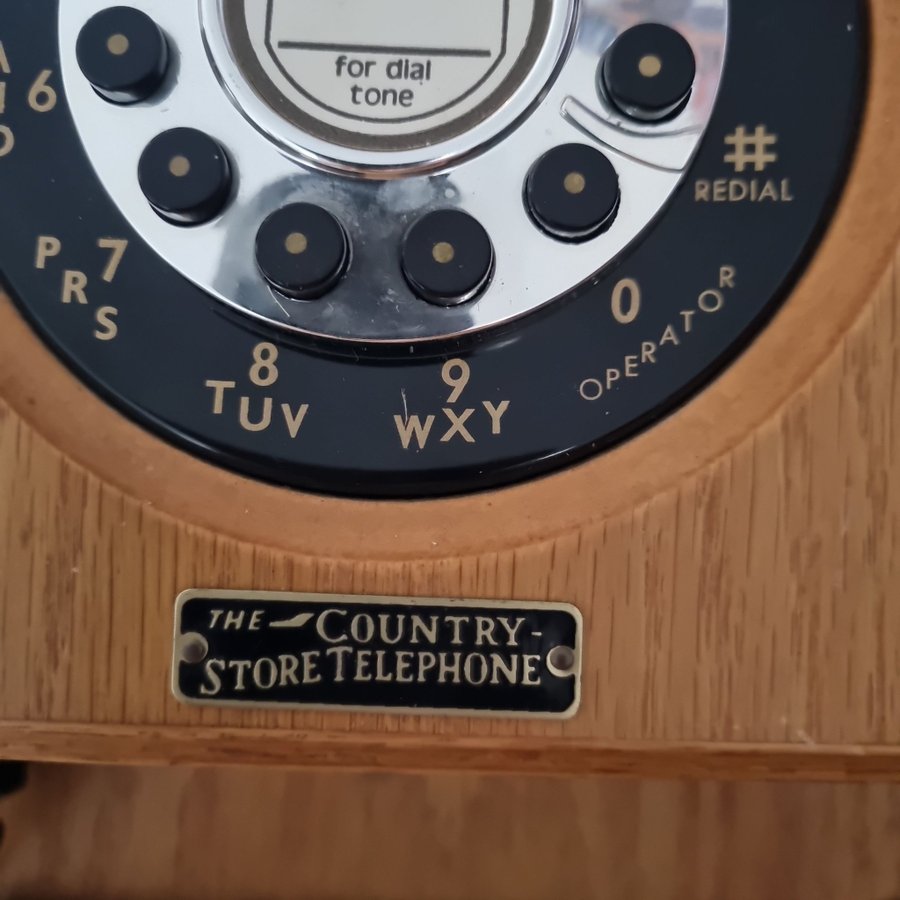 for dial
tone
6
#
REDIAL
7
PRS
8
TUV
9
WXY
0
OPERATOR
THE COUNTRY-
STORE TELEPHONE